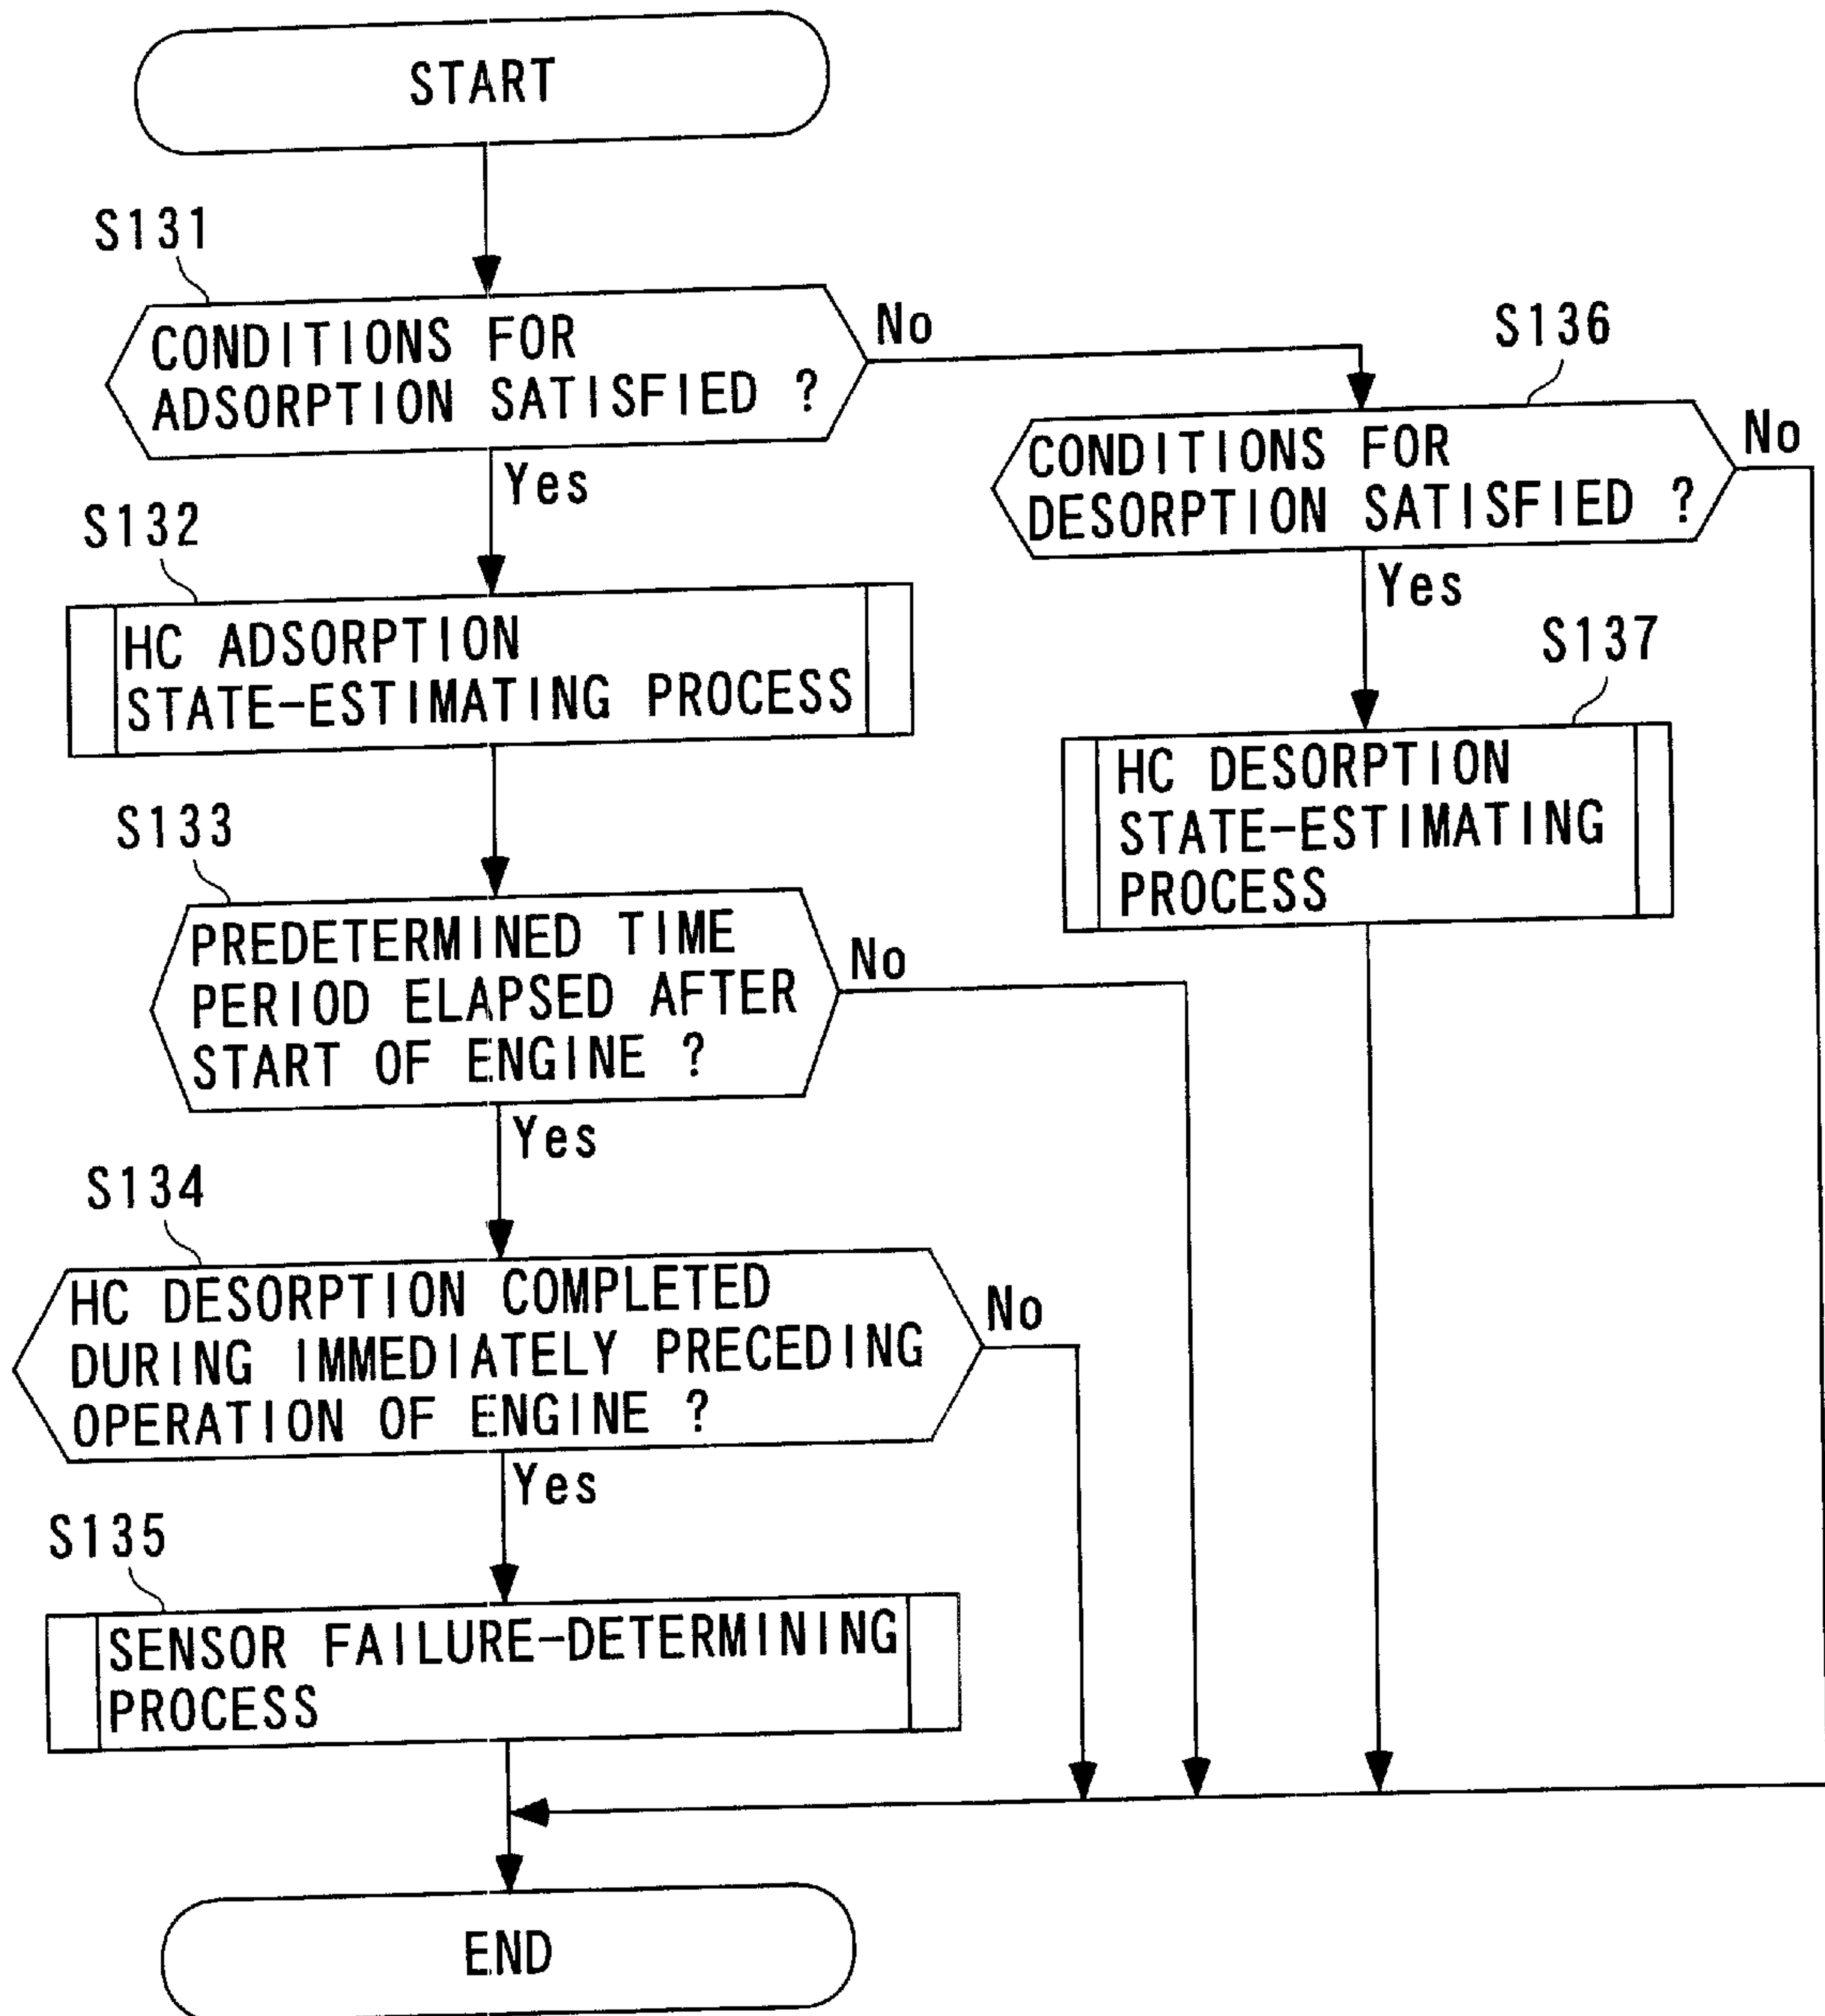 START
S131
CONDITIONS FOR
ADSORPTION SATISFIED ?
No
Yes
S132
HC ADSORPTION
STATE-ESTIMATING PROCESS
S133
PREDETERMINED TIME
PERIOD ELAPSED AFTER
START OF ENGINE ?
No
Yes
S134
HC DESORPTION COMPLETED
DURING IMMEDIATELY PRECEDING
OPERATION OF ENGINE ?
No
Yes
S135
SENSOR FAILURE-DETERMINING
PROCESS
S136
CONDITIONS FOR
DESORPTION SATISFIED ?
No
Yes
S137
HC DESORPTION
STATE-ESTIMATING
PROCESS
END